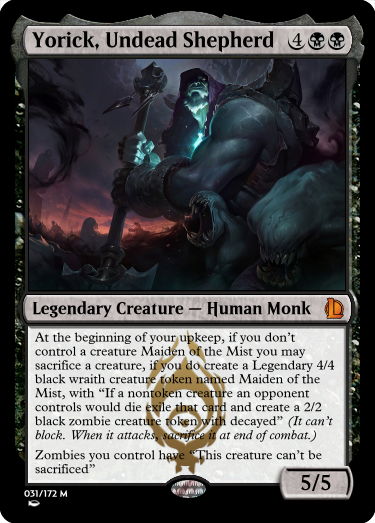 Yorick, Undead Shepherd 4
Legendary Creature — Human Monk
At the beginning of your upkeep, if you don't
control a creature Maiden of the Mist you may
sacrifice a creature, if you do create a Legendary 4/4
black wraith creature token named Maiden of the
Mist, with “If a nontoken creature an opponent
controls would die exile that card and create a 2/2
black zombie creature token with decayed” (It can't
block. When it attacks, sacrifice it at end of combat.)
Zombies you control have “This creature can't be
sacrificed”
5/5
031/172 M